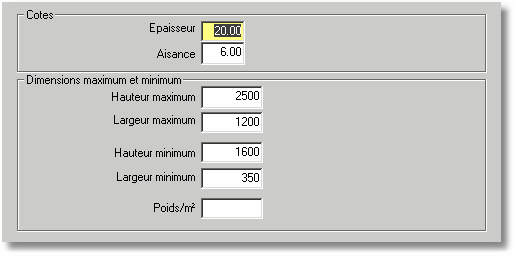 Cotes
Epaisseur 20.00
Aisance 6.00
Dimensions maximum et minimum
Hauteur maximum 2500
Largeur maximum 1200
Hauteur minimum 1600
Largeur minimum 350
Poids/m²